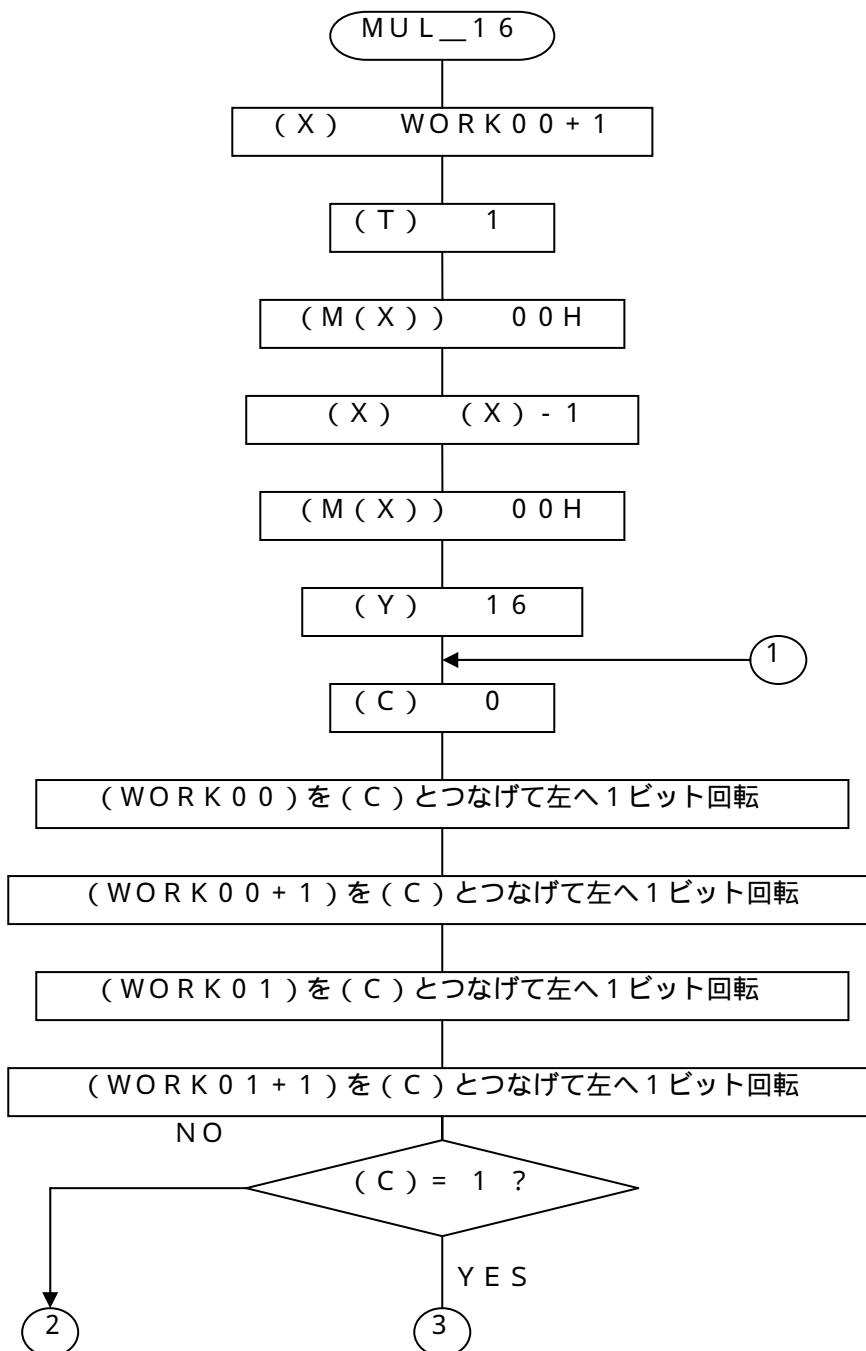 MUL＿16
(X)　WORK00+1
(T)　1
(M(X))　00H
(X)　(X)-1
(M(X))　00H
(Y)　16
1
(C)　0
(WORK00)を(C)とつなげて左へ1ビット回転
(WORK00+1)を(C)とつなげて左へ1ビット回転
(WORK01)を(C)とつなげて左へ1ビット回転
(WORK01+1)を(C)とつなげて左へ1ビット回転
NO
(C)=1?
YES
2
3